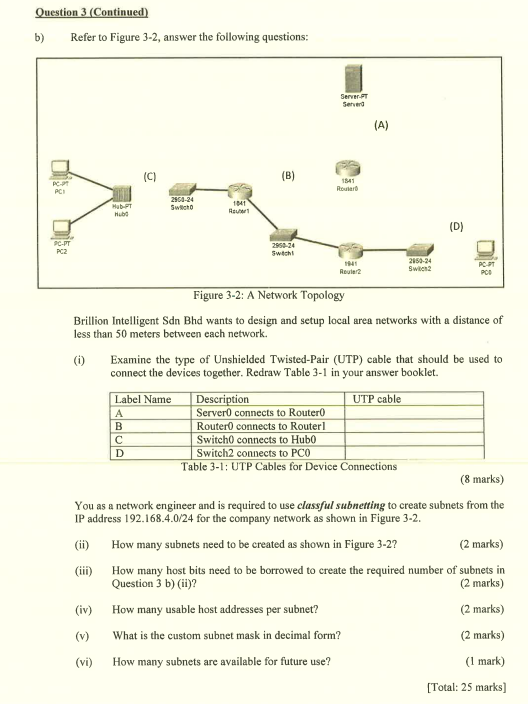 Question 3 (Continued)
b) Refer to Figure 3-2, answer the following questions:
Server-PT
Server0
(A)
PC-PT
PC1
(C)
(B)
Hub-PT
Hub0
2950-24
Switch0
1841
Router1
1841
Router0
(D)
PC-PT
PC2
2950-24
Switch1
1941
Router2
2950-24
Switch2
PC-PT
PC0
Figure 3-2: A Network Topology
Brillion Intelligent Sdn Bhd wants to design and setup local area networks with a distance of
less than 50 meters between each network.
(i) Examine the type of Unshielded Twisted-Pair (UTP) cable that should be used to
connect the devices together. Redraw Table 3-1 in your answer booklet.
Label Name Description UTP cable
A Server0 connects to Router0
B Router0 connects to Router1
C Switch0 connects to Hub0
D Switch2 connects to PC0
Table 3-1: UTP Cables for Device Connections
(8 marks)
You as a network engineer and is required to use classful subnetting to create subnets from the
IP address 192.168.4.0/24 for the company network as shown in Figure 3-2.
(ii) How many subnets need to be created as shown in Figure 3-2? (2 marks)
(iii) How many host bits need to be borrowed to create the required number of subnets in
Question 3 b) (ii)? (2 marks)
(iv) How many usable host addresses per subnet? (2 marks)
(v) What is the custom subnet mask in decimal form? (2 marks)
(vi) How many subnets are available for future use? (1 mark)
[Total: 25 marks]